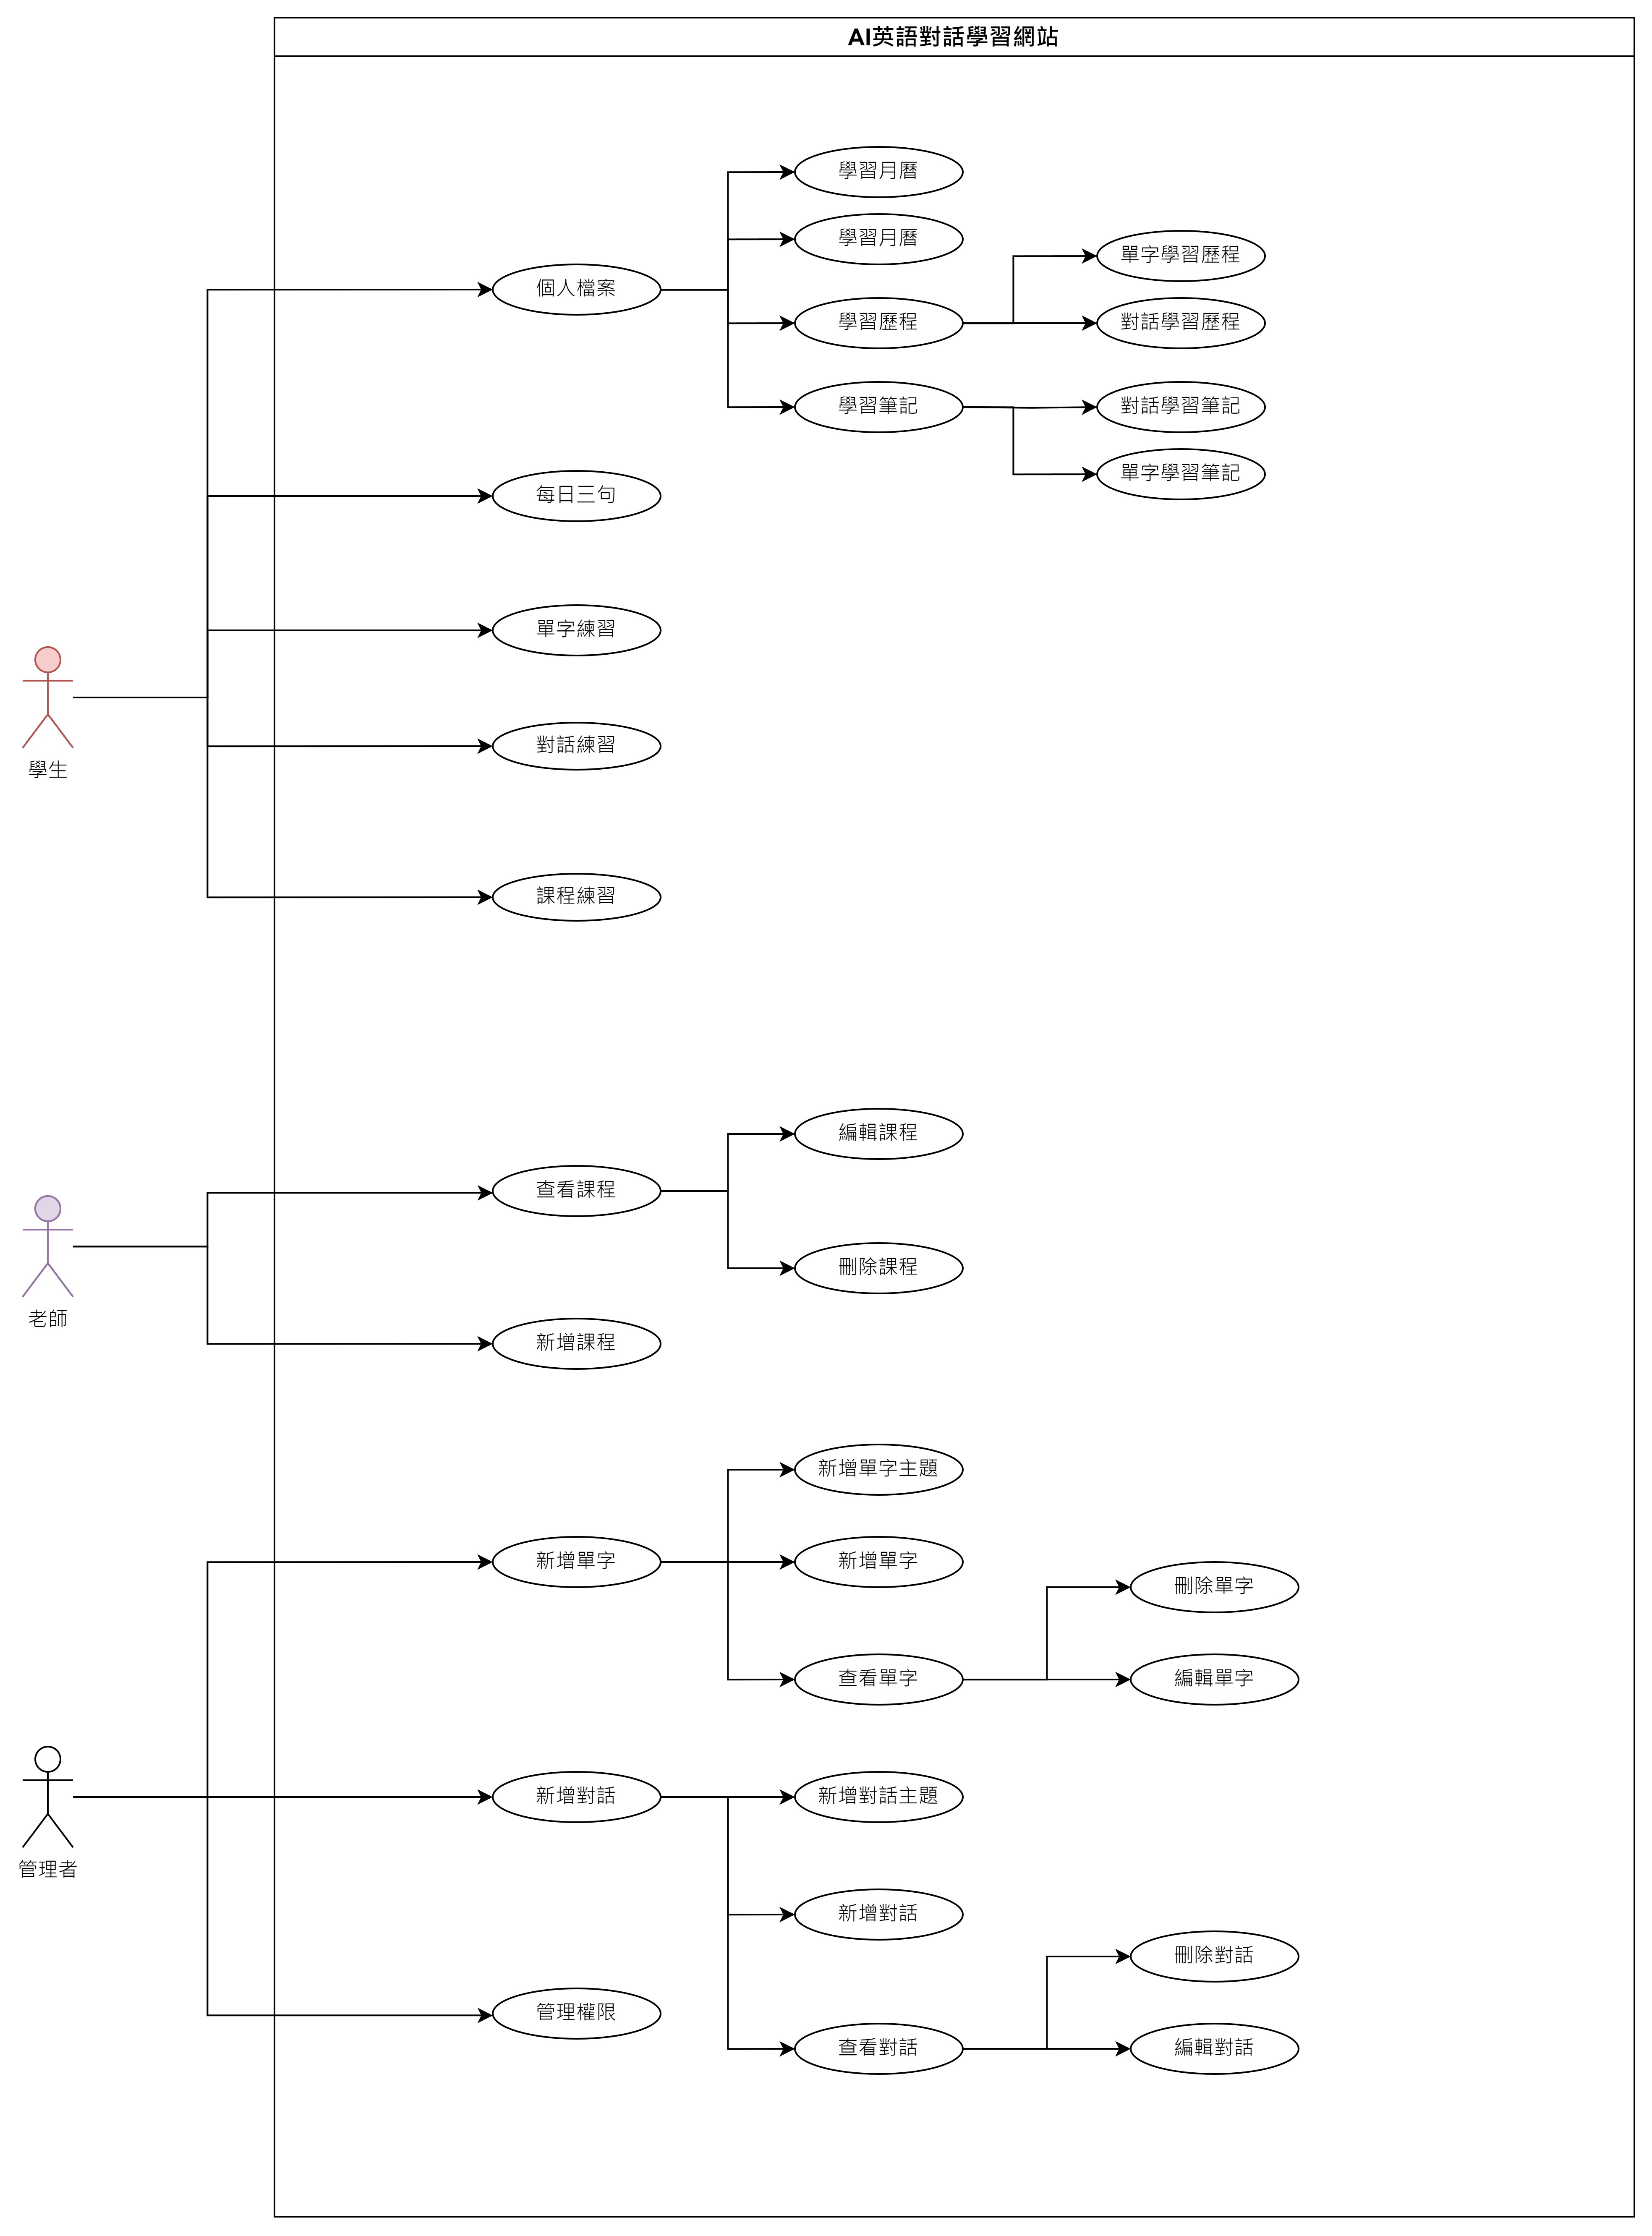 AI英語對話學習網站
學習月曆
學習月曆
單字學習歷程
個人檔案
學習歷程
對話學習歷程
學習筆記
對話學習筆記
單字學習筆記
每日三句
單字練習
對話練習
學生
課程練習
編輯課程
查看課程
刪除課程
老師
新增課程
新增單字主題
新增單字
新增單字
刪除單字
查看單字
編輯單字
新增對話
新增對話主題
管理者
新增對話
刪除對話
管理權限
查看對話
編輯對話